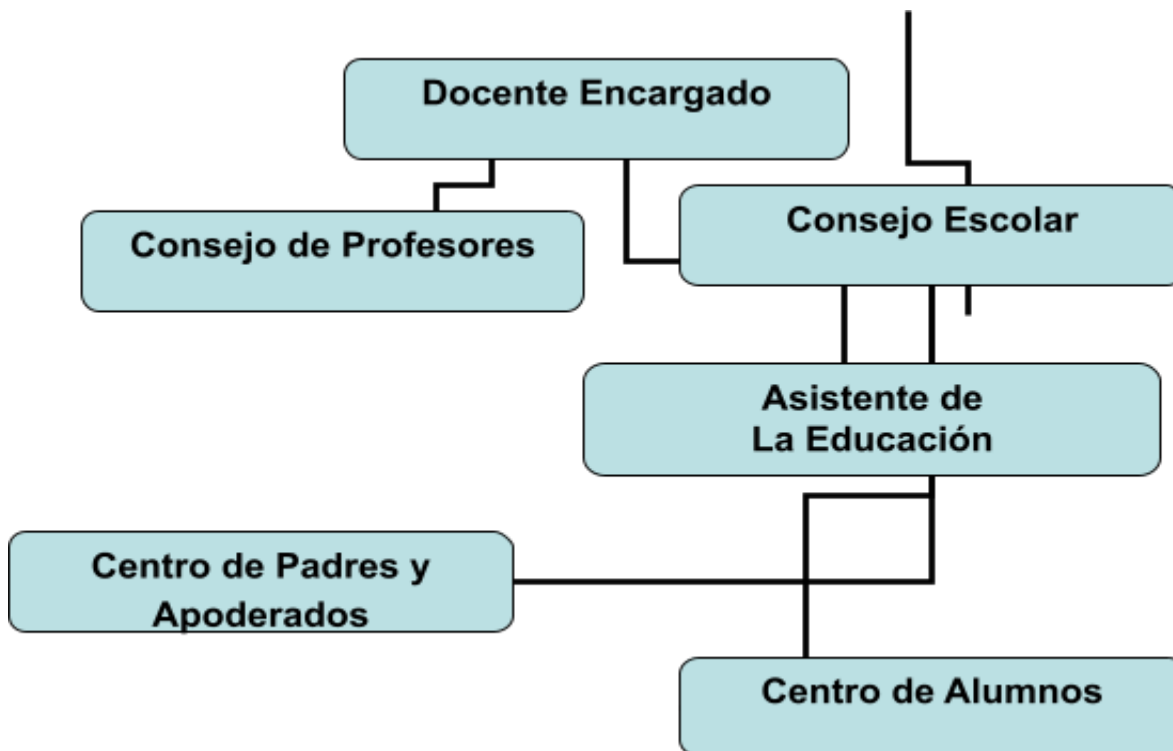 Docente Encargado
Consejo Escolar
Consejo de Profesores
Asistente de
La Educación
Centro de Padres y
Apoderados
Centro de Alumnos